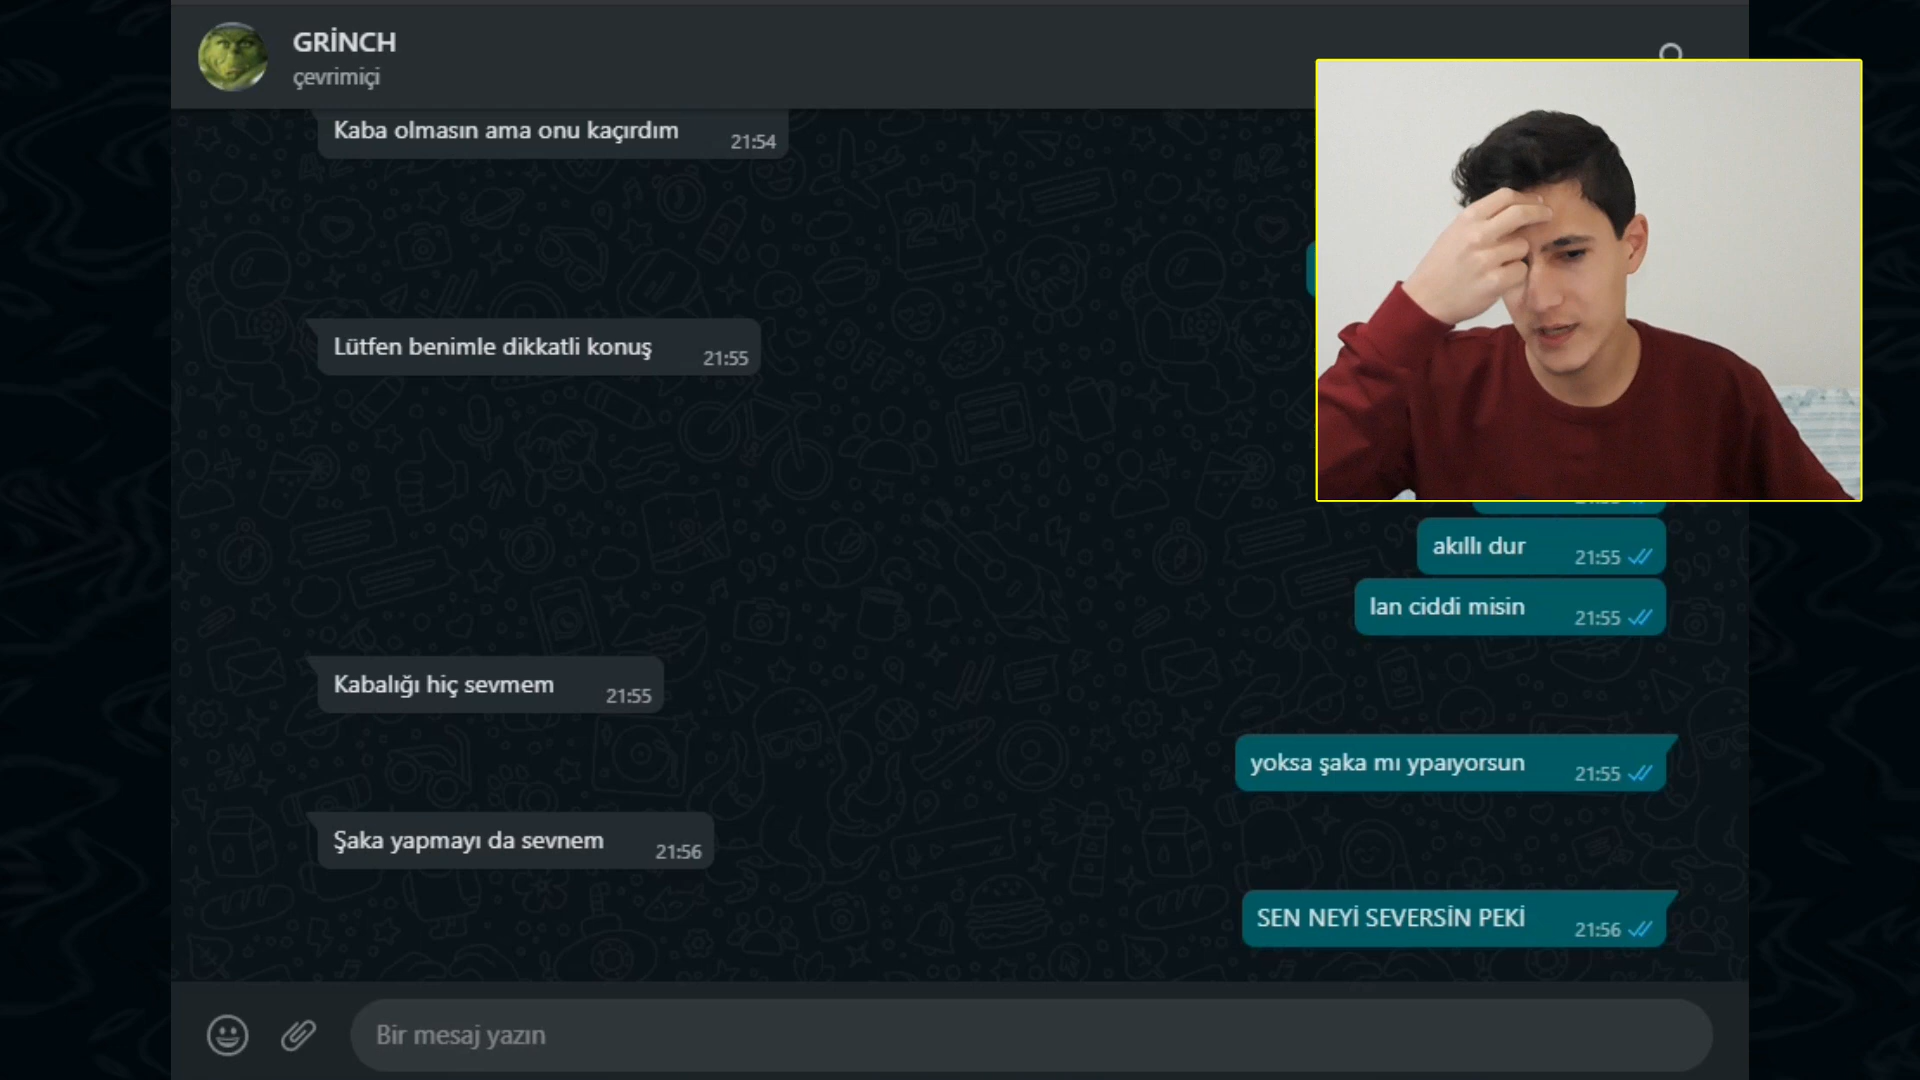 GRİNCH
çevrimiçi
Kaba olmasın ama onu kaçırdım 21:54
Lütfen benimle dikkatli konuş 21:55
akıllı dur 21:55
lan ciddi misin 21:55
Kabalığı hiç sevmem 21:55
yoksa şaka mı ypaıyorsun 21:55
Şaka yapmayı da sevnem 21:56
SEN NEYİ SEVERSİN PEKİ 21:56
Bir mesaj yazın